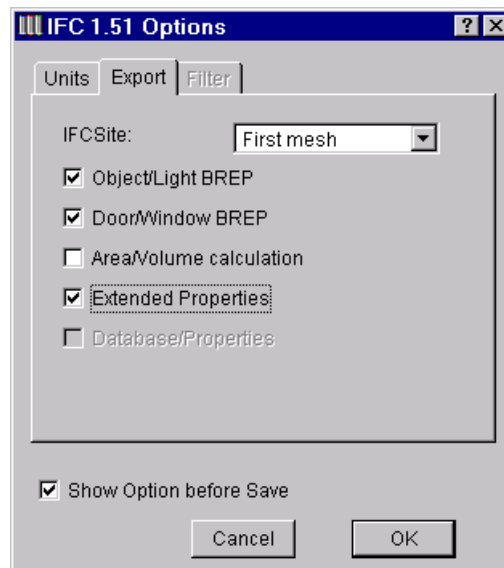 IFC 1.51 Options
Units Export Filter
IFCSite: First mesh
Object/Light BREP
Door/Window BREP
Area/Volume calculation
Extended Properties
Database/Properties
Show Option before Save
Cancel OK